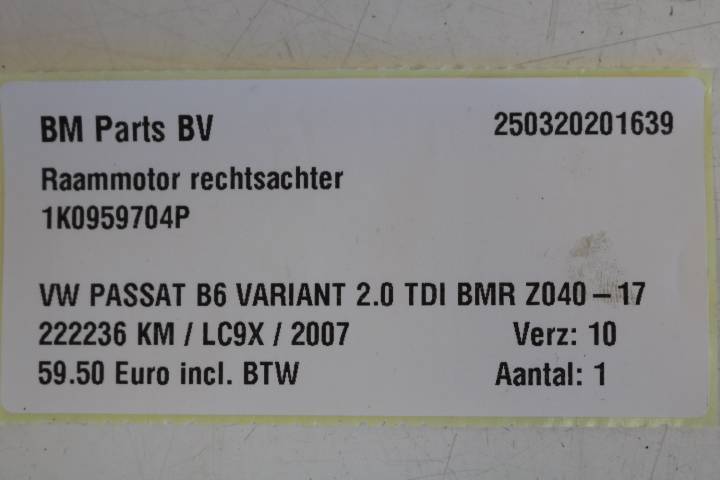 BM Parts BV 250320201639
Raammotor rechtsachter
1K0959704P
VW PASSAT B6 VARIANT 2.0 TDI BMR Z040 – 17
222236 KM / LC9X / 2007 Verz: 10
59.50 Euro incl. BTW Aantal: 1